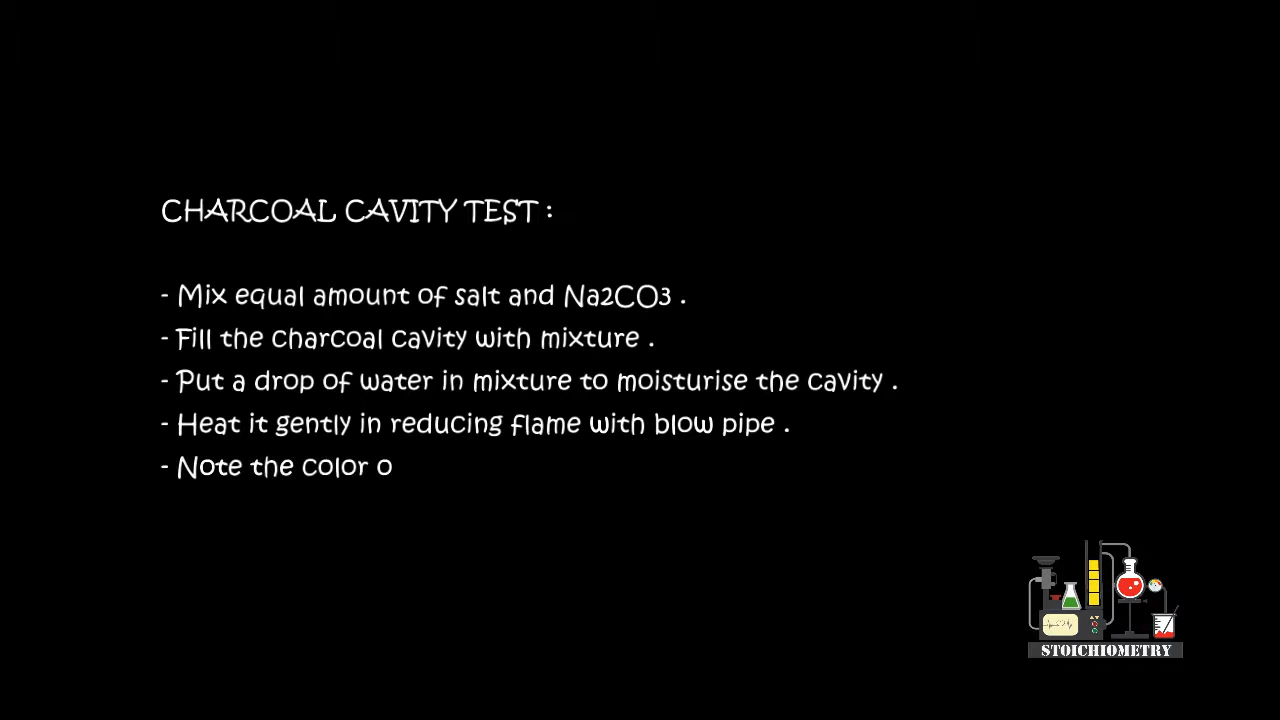 CHARCOAL CAVITY TEST :
- Mix equal amount of salt and Na2CO3 .
- Fill the charcoal cavity with mixture .
- Put a drop of water in mixture to moisturise the cavity .
- Heat it gently in reducing flame with blow pipe .
- Note the color o
STOICHIOMETRY